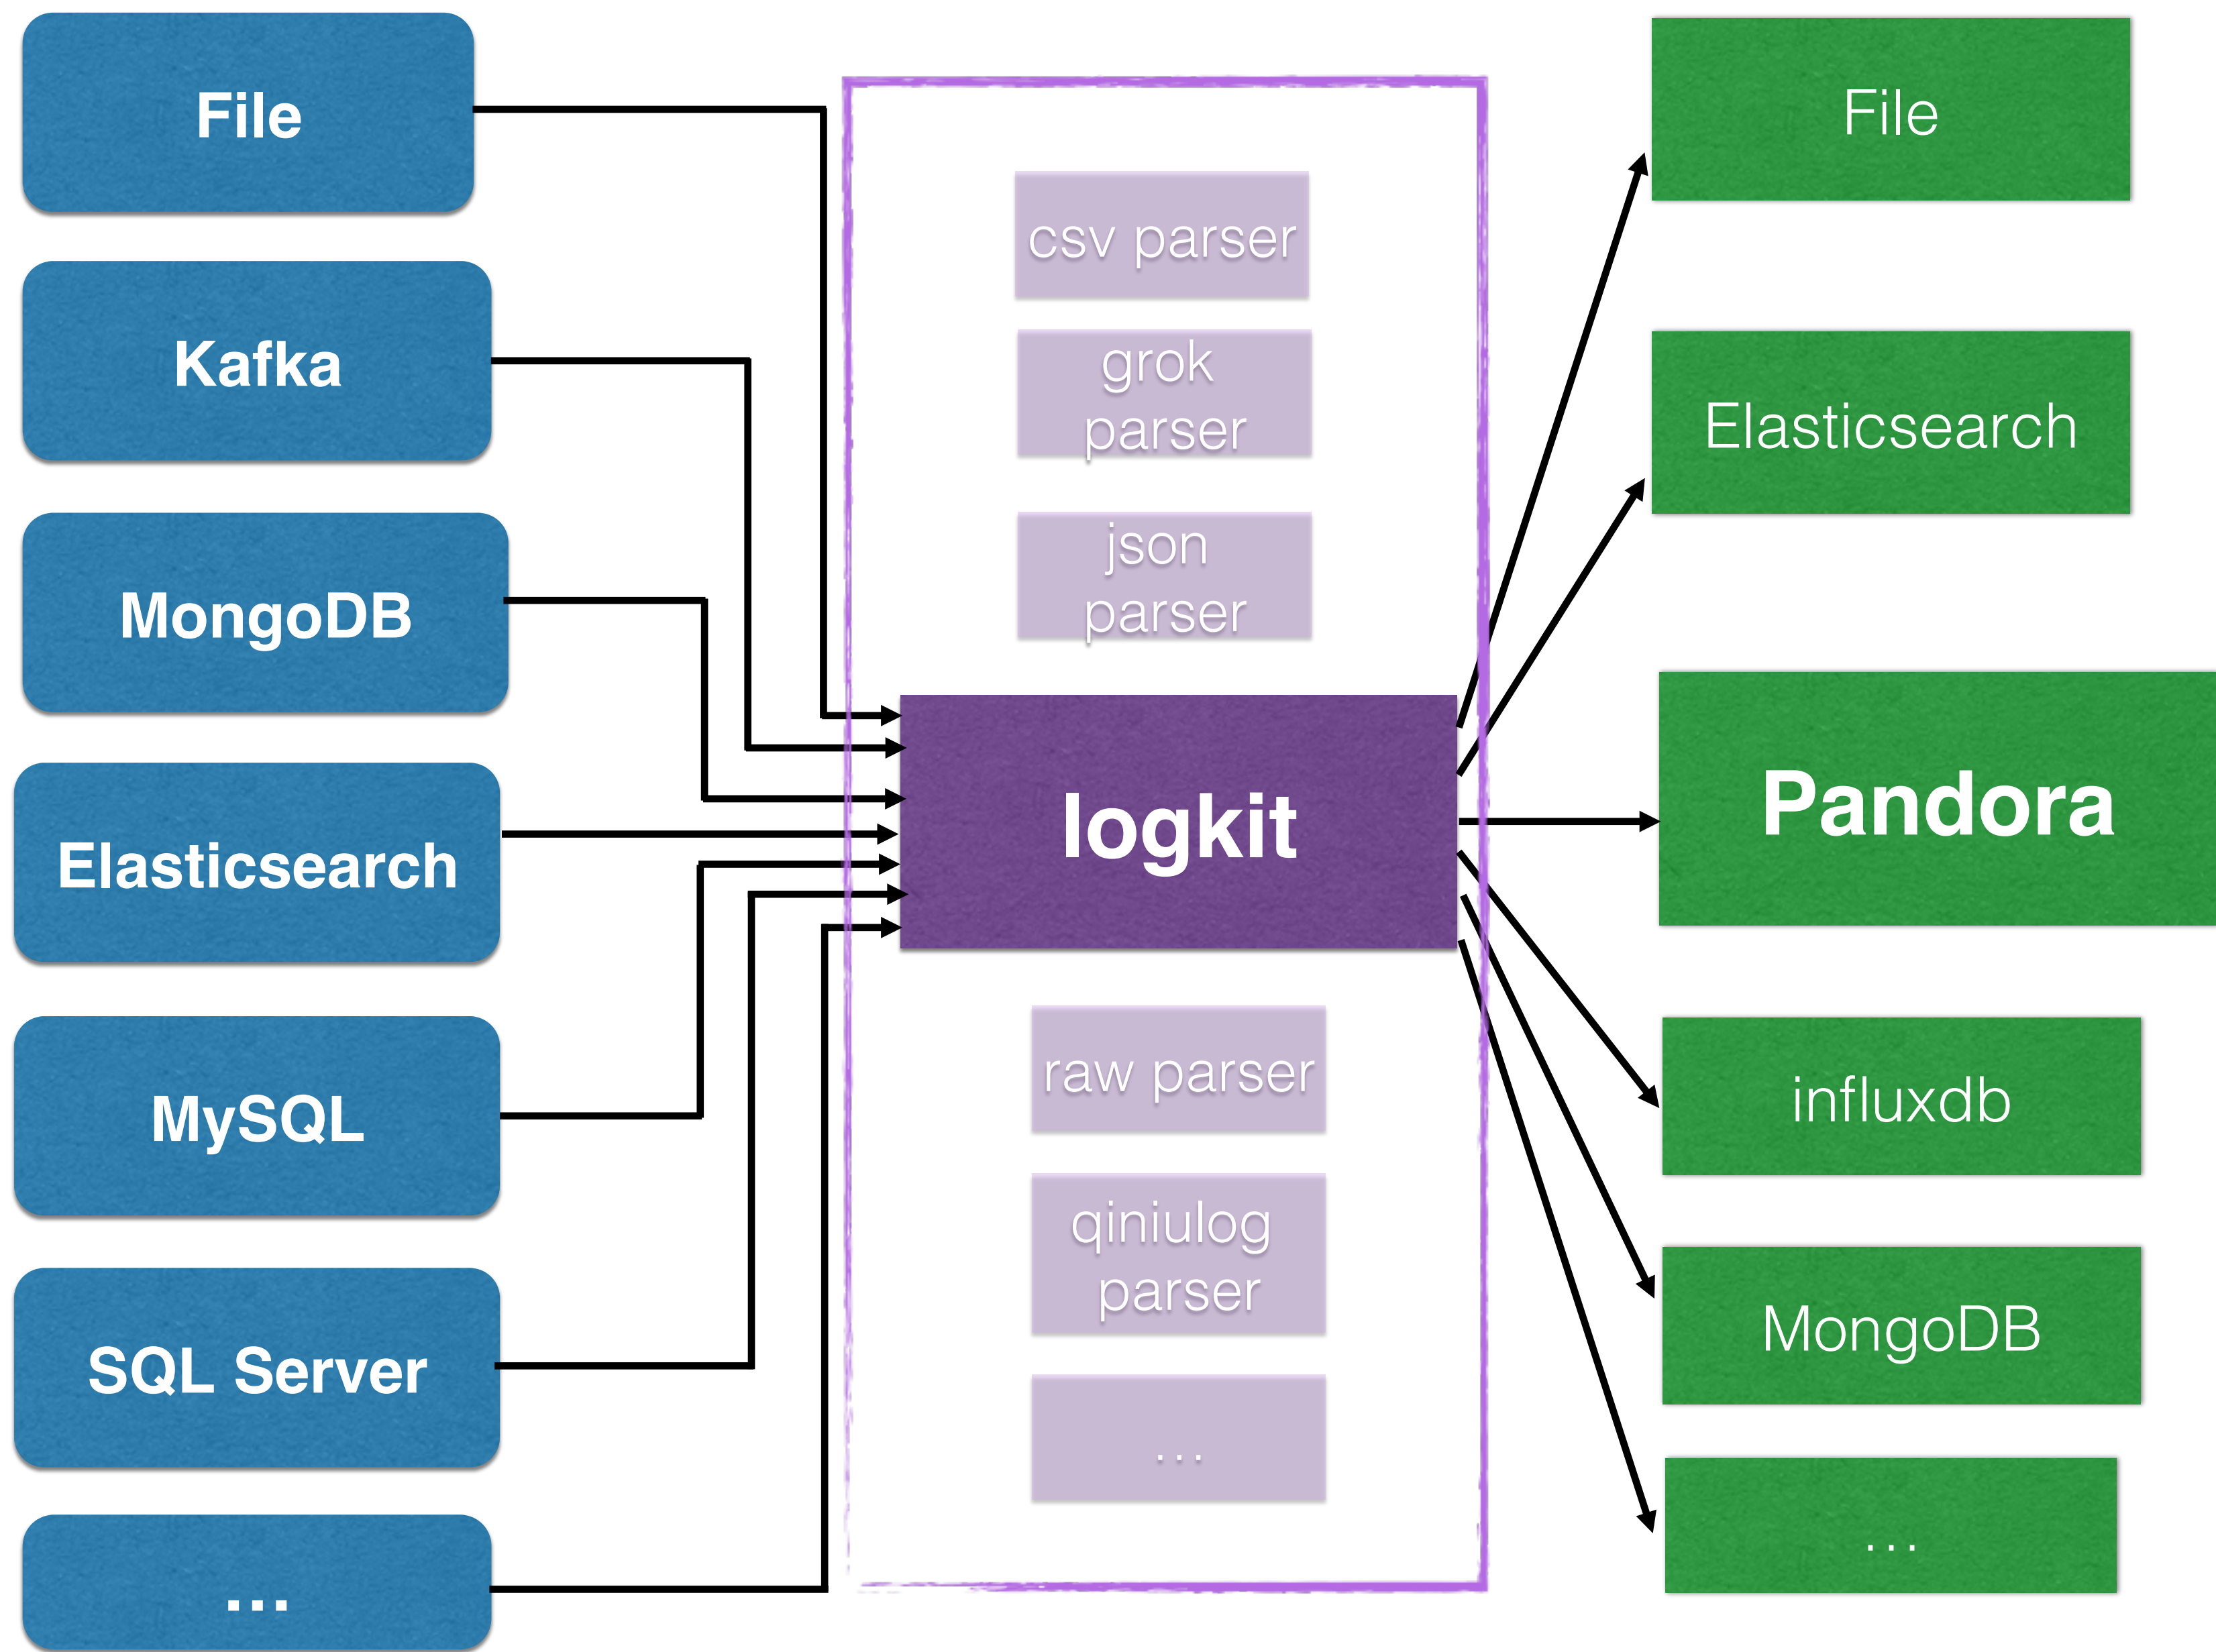 File
Kafka
MongoDB
Elasticsearch
MySQL
SQL Server
...
csv parser
grok
parser
json
parser
logkit
raw parser
qiniulog
parser
...
File
Elasticsearch
Pandora
influxdb
MongoDB
...